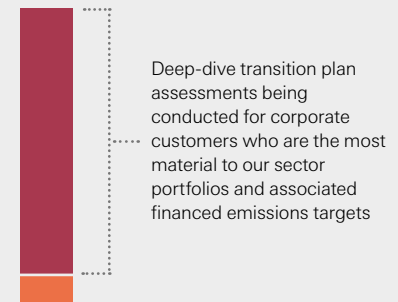 Deep-dive transition plan
assessments being
conducted for corporate
customers who are the most
material to our sector
portfolios and associated
financed emissions targets